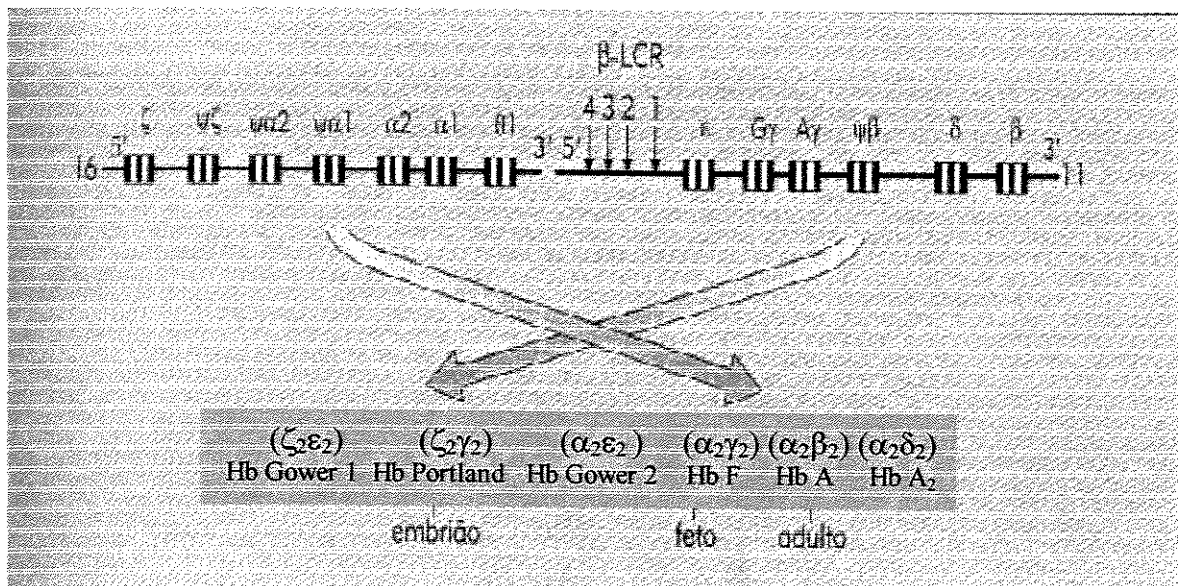 β-LCR
4 3 2 1
ζ ψζ ψα2 ψα1 α2 α1 θ1 ε Gγ Aγ ψβ δ β
16 5' 3' 5' 3' 11
(ζ₂ε₂) (ζ₂γ₂) (α₂ε₂) (α₂γ₂) (α₂β₂) (α₂δ₂)
Hb Gower 1 Hb Portland Hb Gower 2 Hb F Hb A Hb A₂
embrião feto adulto